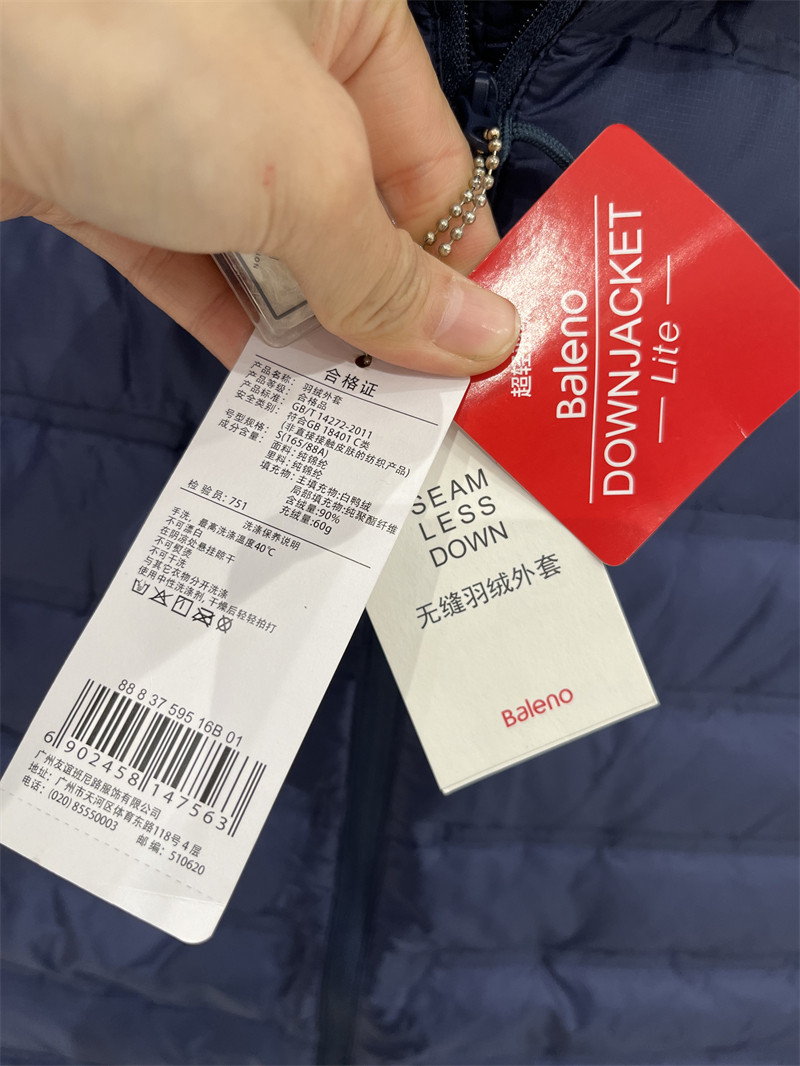 合格证
产品名称：羽绒外套
产品等级：合格品
产品标准：GB/T 14272-2011
安全类别：符合GB 18401 C类
(非直接接触皮肤的纺织产品)
号型规格：S(165/88A)
成分含量：面料：纯锦纶
里料：纯锦纶
填充物：主填充物:白鸭绒
局部填充物:纯聚酯纤维
含绒量:90%
充绒量:60g
检验员：751
洗涤保养说明
手洗，最高洗涤温度40℃
不可漂白
在阴凉处悬挂晾干
不可熨烫
不可干洗
与其它衣物分开洗涤
使用中性洗涤剂,干燥后轻轻拍打
88 8 37 595 16B 01
6 902458 147563
广州友谊班尼路服饰有限公司
地址：广州市天河区体育东路118号4层
电话：(020) 85550003 邮编：510620
超轻
Baleno
DOWNJACKET
Lite
SEAM
LESS
DOWN
无缝羽绒外套
Baleno